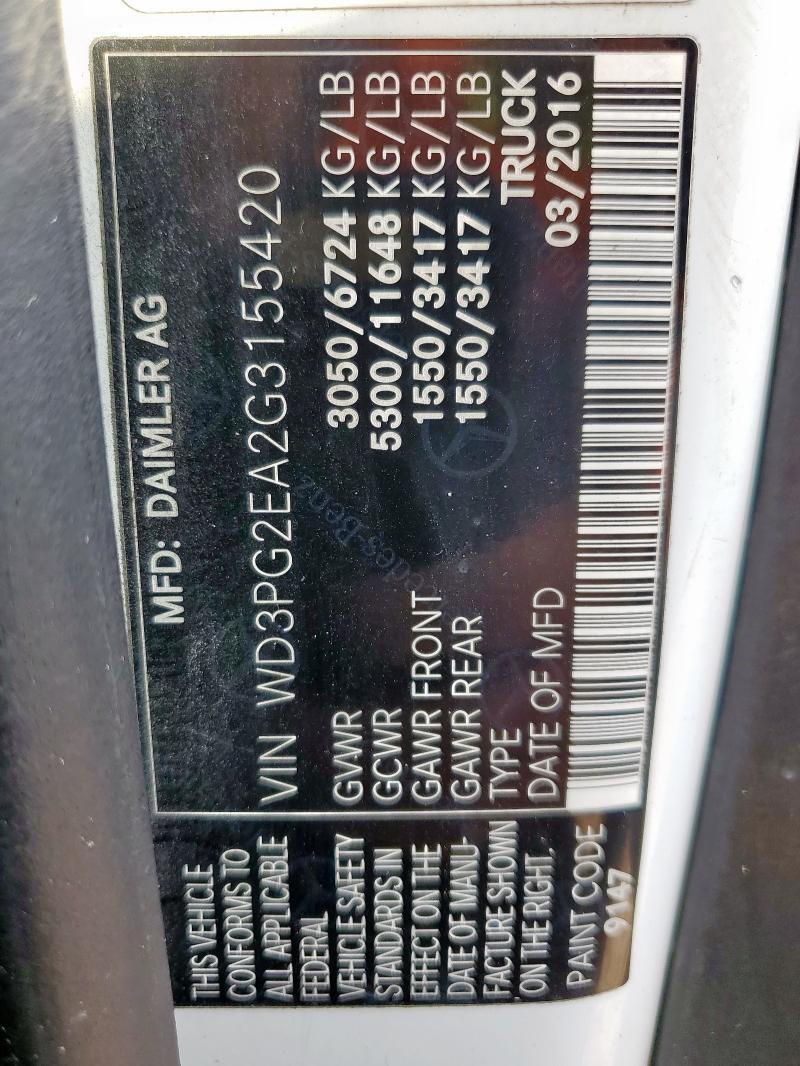 THIS VEHICLE
CONFORMS TO
ALL APPLICABLE
FEDERAL
VEHICLE SAFETY
STANDARDS IN
EFFECT ON THE
DATE OF MANU-
FACTURE SHOWN
ON THE RIGHT.
PAINT CODE
9147
MFD: DAIMLER AG
VIN WD3PG2EA2G3155420
GVWR 3050/6724 KG/LB
GCWR 5300/11648 KG/LB
GAWR FRONT 1550/3417 KG/LB
GAWR REAR 1550/3417 KG/LB
TYPE TRUCK
DATE OF MFD 03/2016